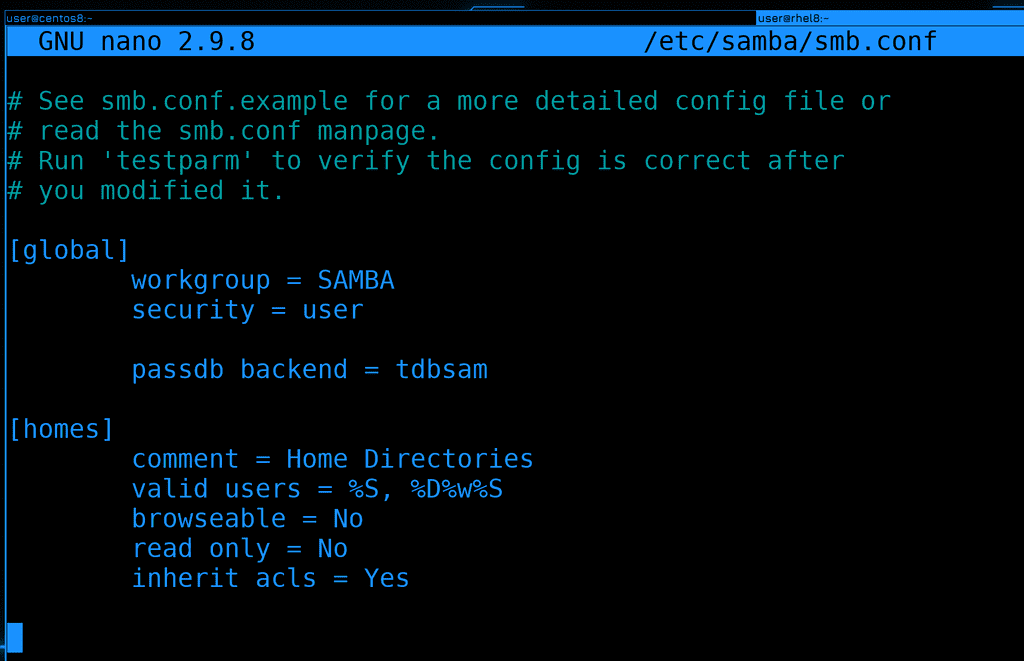 user@centos8:~
user@rhel8:~
GNU nano 2.9.8 /etc/samba/smb.conf
# See smb.conf.example for a more detailed config file or
# read the smb.conf manpage.
# Run 'testparm' to verify the config is correct after
# you modified it.
[global]
workgroup = SAMBA
security = user
passdb backend = tdbsam
[homes]
comment = Home Directories
valid users = %S, %D%w%S
browseable = No
read only = No
inherit acls = Yes